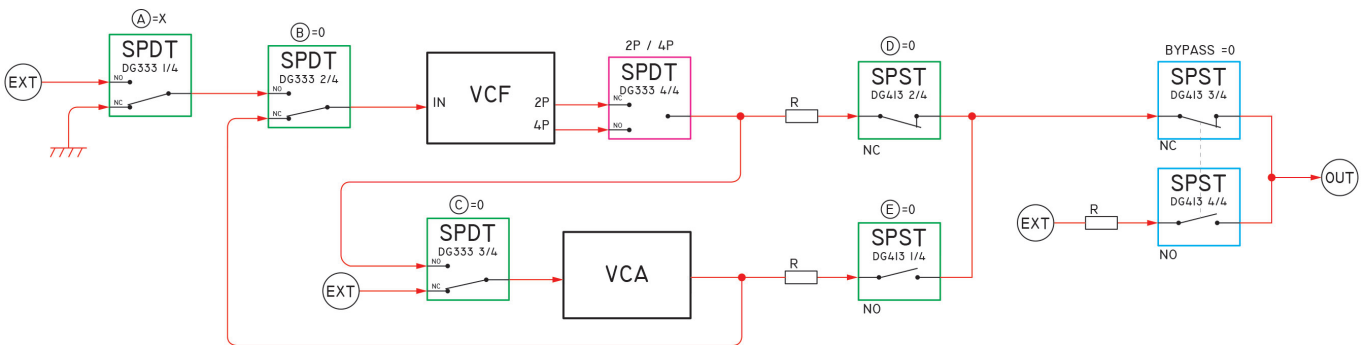 A =X
SPDT
DG333 1/4
EXT
NO
NC
B =0
SPDT
DG333 2/4
NO
NC
VCF
IN
2P
4P
2P / 4P
SPDT
DG333 4/4
NC
NO
R
D =0
SPST
DG413 2/4
NC
BYPASS =0
SPST
DG413 3/4
NC
SPST
DG413 4/4
NO
EXT
R
OUT
C =0
SPDT
DG333 3/4
NO
NC
EXT
VCA
R
E =0
SPST
DG413 1/4
NO